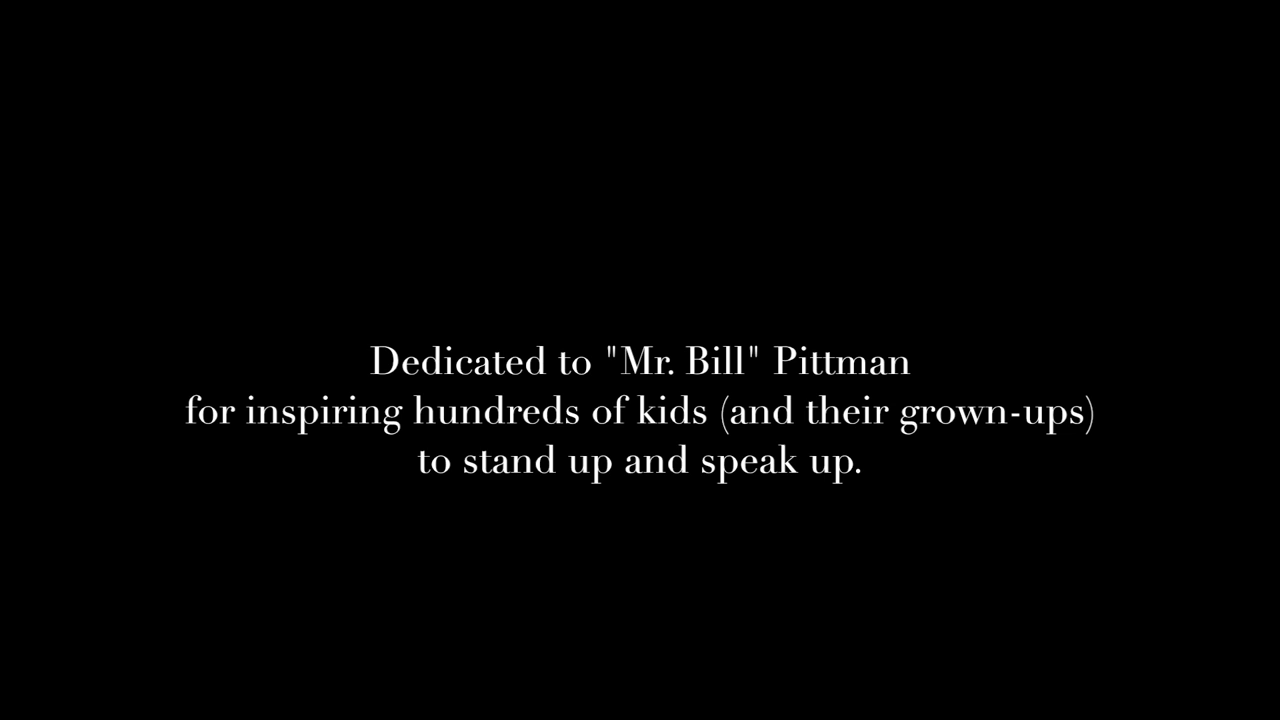 Dedicated to "Mr. Bill" Pittman
for inspiring hundreds of kids (and their grown-ups)
to stand up and speak up.